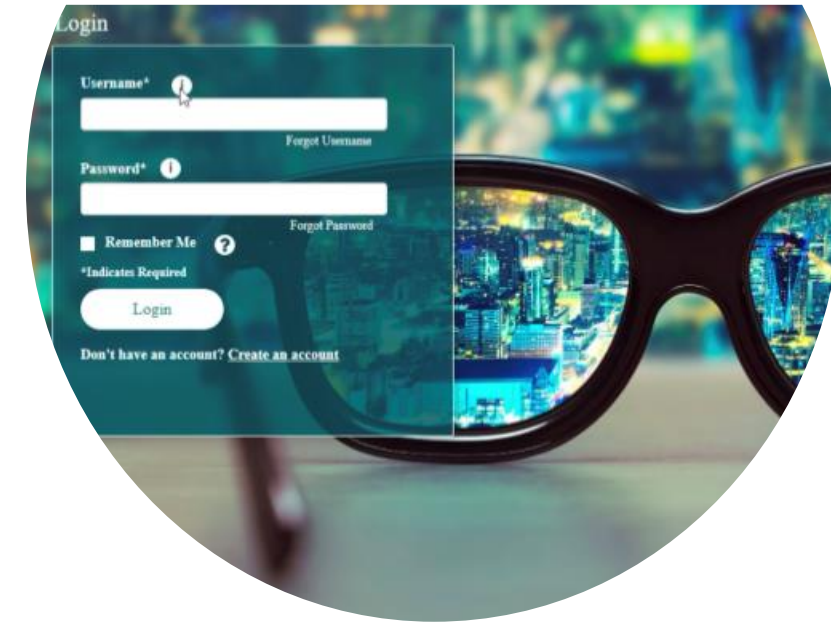 Login
Username* i
Forgot Username
Password* i
Forgot Password
Remember Me ?
*Indicates Required
Login
Don't have an account? Create an account